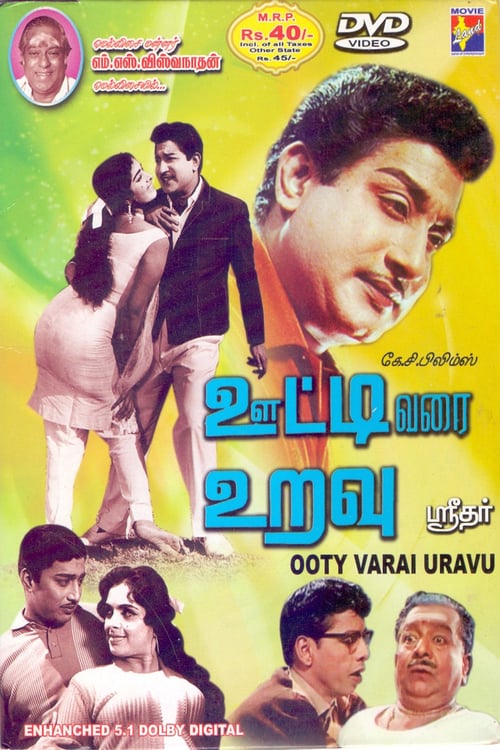 மெல்லிசை மன்னர்
எம்.எஸ்.விஸ்வநாதன்
மெல்லிசையில்...
M.R.P.
Rs.40/-
Incl. of all Taxes
Other State
Rs. 45/-
DVD
VIDEO
MOVIE
Land
கே.சி.பிலிம்ஸ்
ஊட்டி வரை
உறவு
ஸ்ரீதர்
OOTY VARAI URAVU
ENHANCHED 5.1 DOLBY DIGITAL